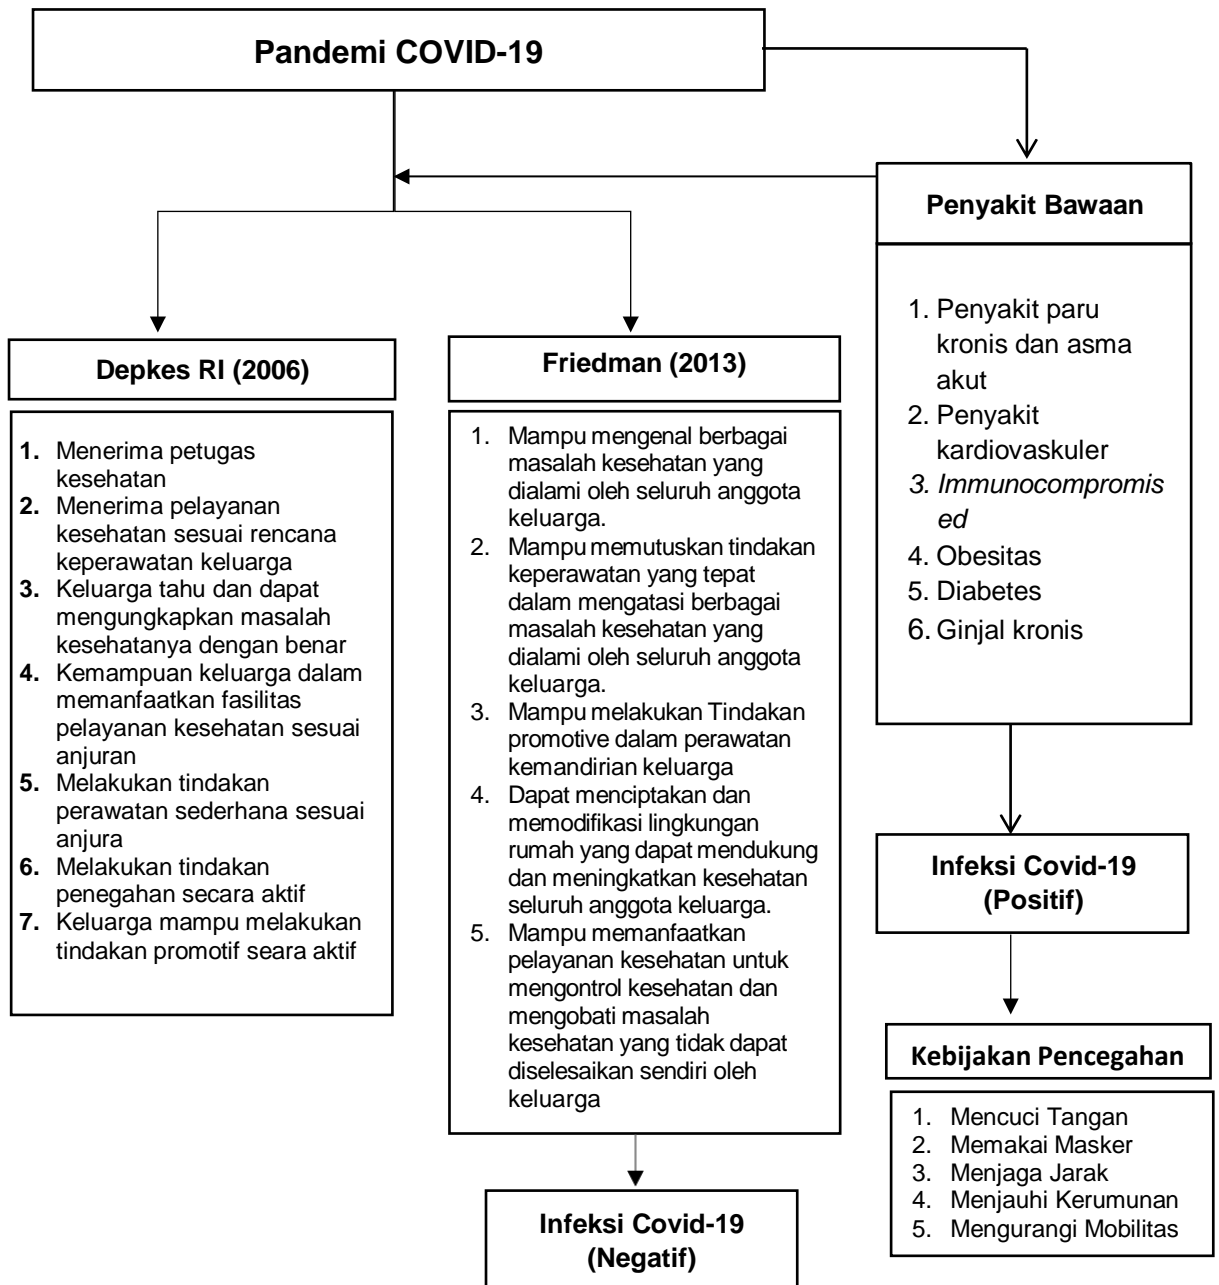 Pandemi COVID-19
Penyakit Bawaan
1. Penyakit paru
kronis dan asma
akut
2. Penyakit
kardiovaskuler
3. Immunocompromis
ed
4. Obesitas
5. Diabetes
6. Ginjal kronis
Depkes RI (2006)
1. Menerima petugas
kesehatan
2. Menerima pelayanan
kesehatan sesuai rencana
keperawatan keluarga
3. Keluarga tahu dan dapat
mengungkapkan masalah
kesehatanya dengan benar
4. Kemampuan keluarga dalam
memanfaatkan fasilitas
pelayanan kesehatan sesuai
anjuran
5. Melakukan tindakan
perawatan sederhana sesuai
anjura
6. Melakukan tindakan
penegahan secara aktif
7. Keluarga mampu melakukan
tindakan promotif seara aktif
Friedman (2013)
1. Mampu mengenal berbagai
masalah kesehatan yang
dialami oleh seluruh anggota
keluarga.
2. Mampu memutuskan tindakan
keperawatan yang tepat
dalam mengatasi berbagai
masalah kesehatan yang
dialami oleh seluruh anggota
keluarga.
3. Mampu melakukan Tindakan
promotive dalam perawatan
kemandirian keluarga
4. Dapat menciptakan dan
memodifikasi lingkungan
rumah yang dapat mendukung
dan meningkatkan kesehatan
seluruh anggota keluarga.
5. Mampu memanfaatkan
pelayanan kesehatan untuk
mengontrol kesehatan dan
mengobati masalah
kesehatan yang tidak dapat
diselesaikan sendiri oleh
keluarga
Infeksi Covid-19
(Positif)
Kebijakan Pencegahan
1. Mencuci Tangan
2. Memakai Masker
3. Menjaga Jarak
4. Menjauhi Kerumunan
5. Mengurangi Mobilitas
Infeksi Covid-19
(Negatif)